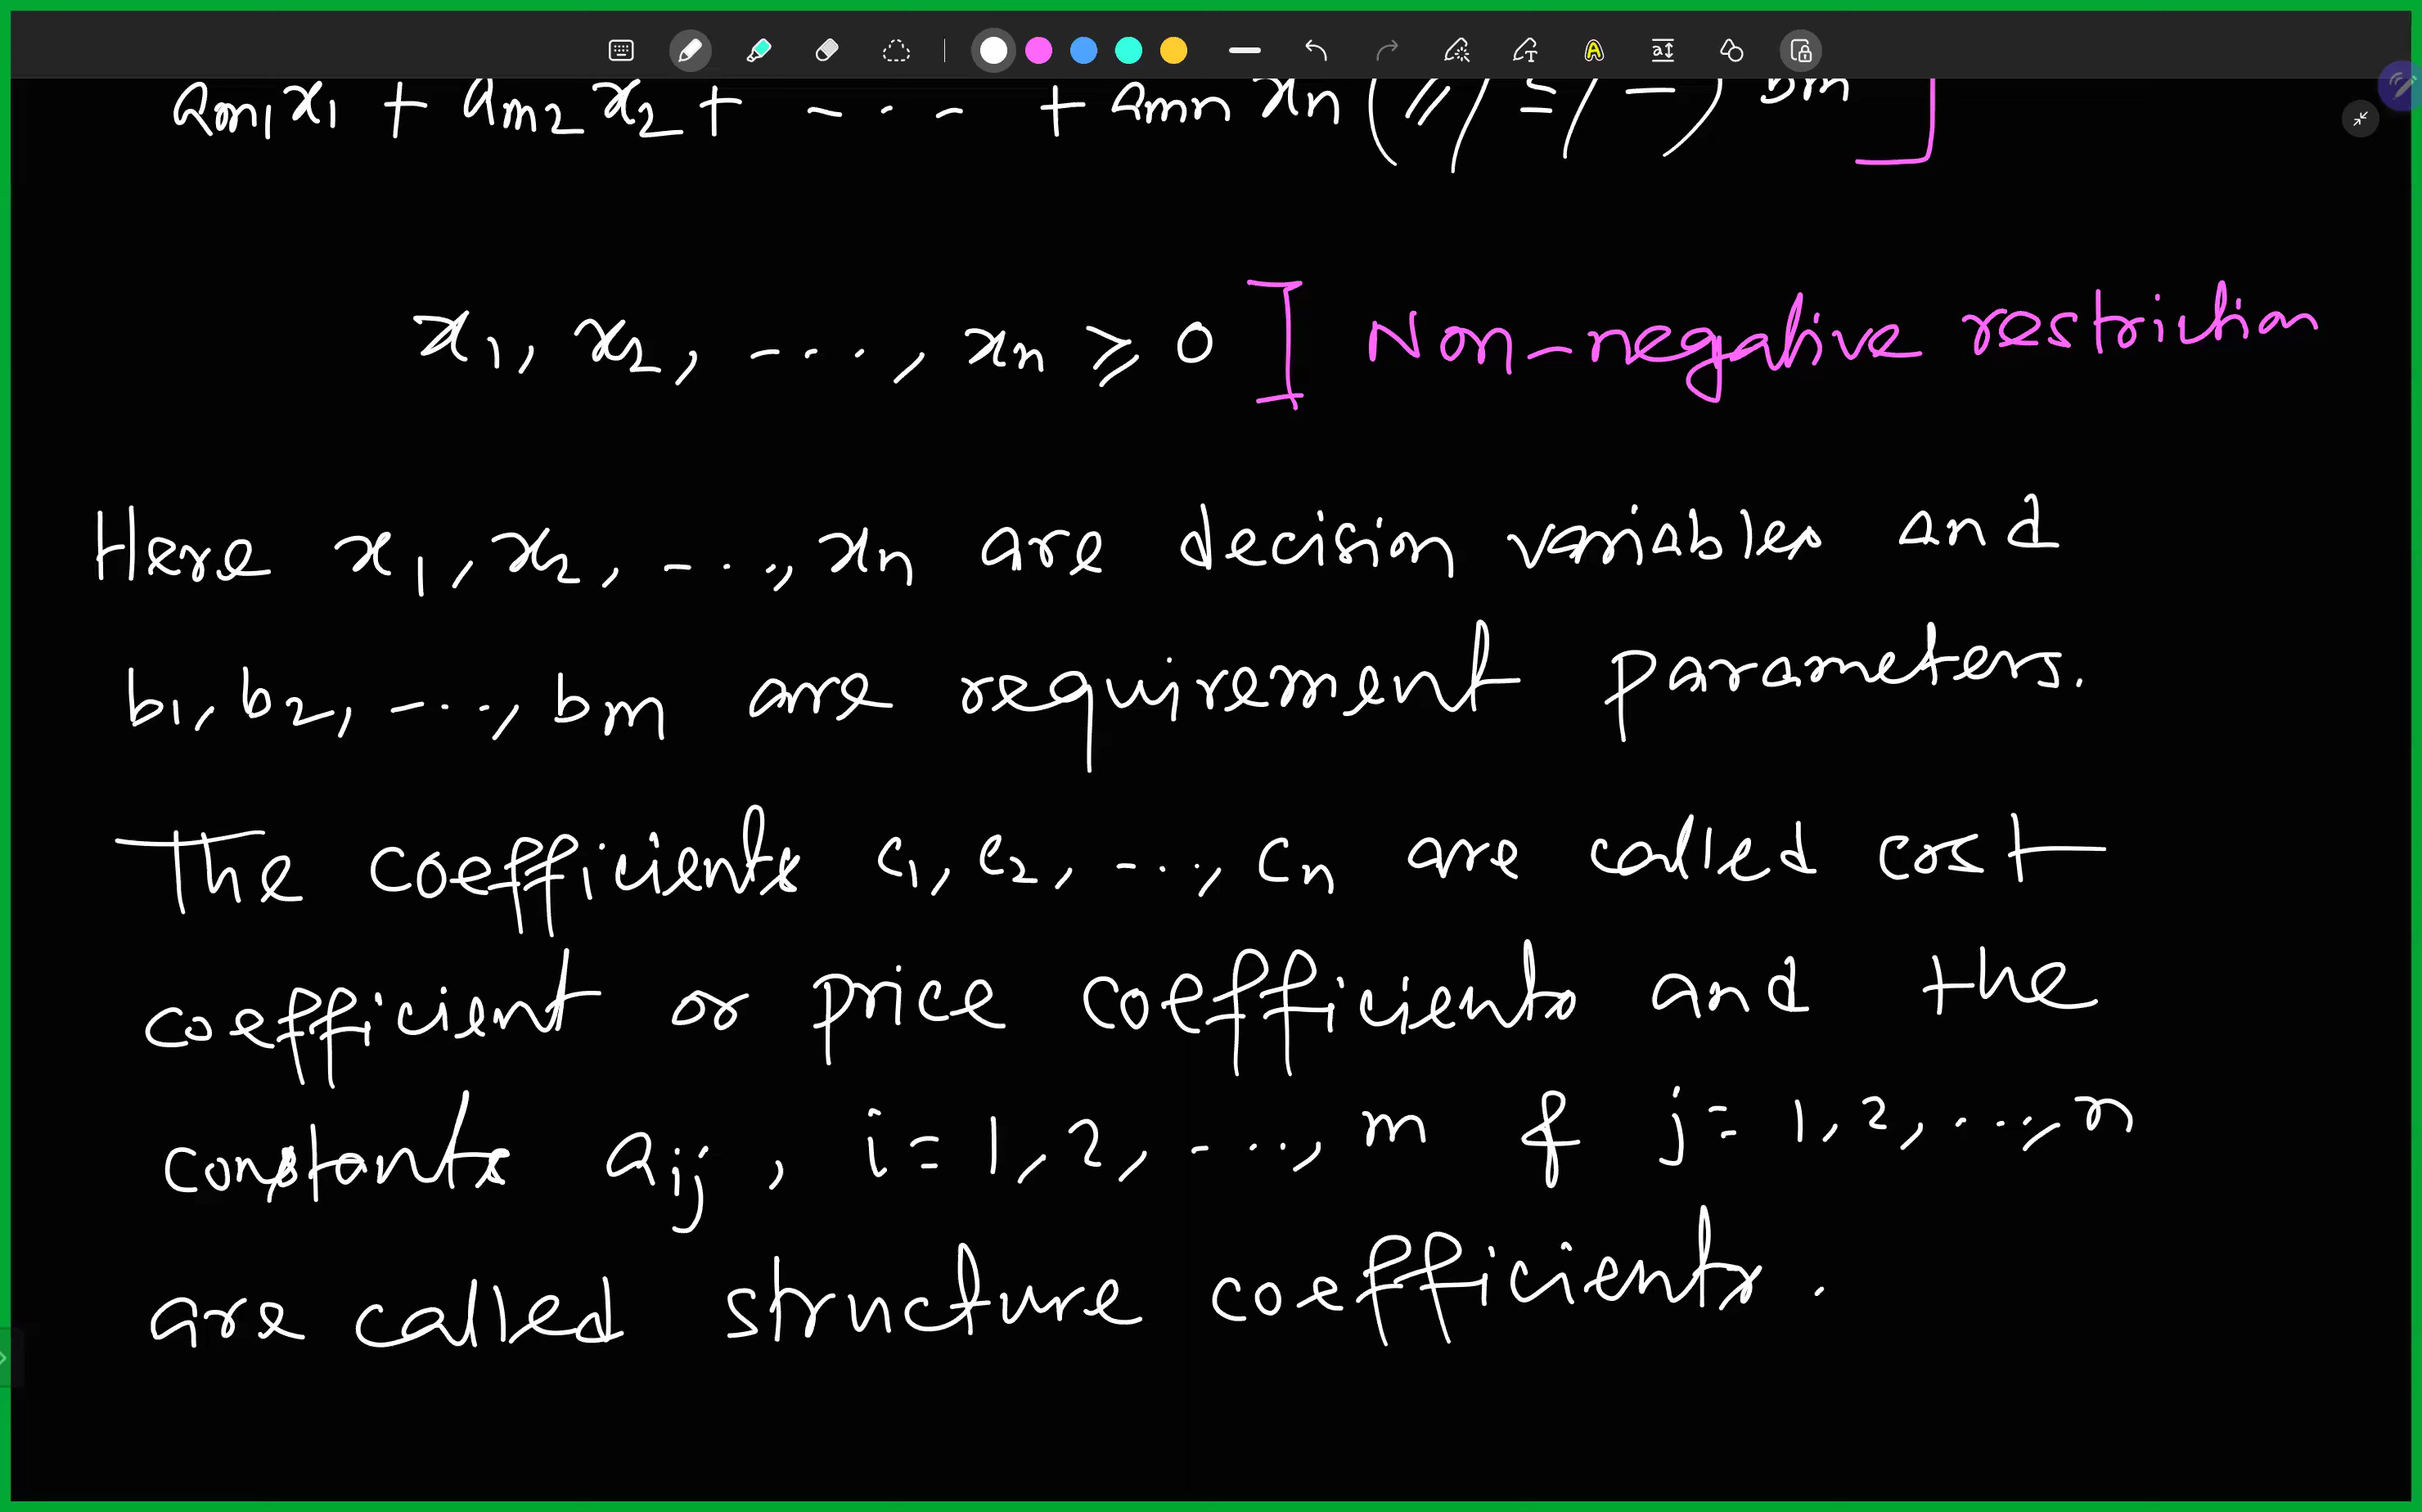 am1x1 + am2x2 + - - - + amnxn (≥/=/≤) bm
x1, x2, ---., xn ≥ 0 ] Non-negative restriction
Here x1, x2, ---, xn are decision variables and
b1, b2, ---, bm are requirement parameters.
The coefficients c1, c2, ---, cn are called cost
coefficient or price coefficients and the
constants aij, i = 1, 2, ---, m & j = 1, 2, ---, n
are called structure coefficients.